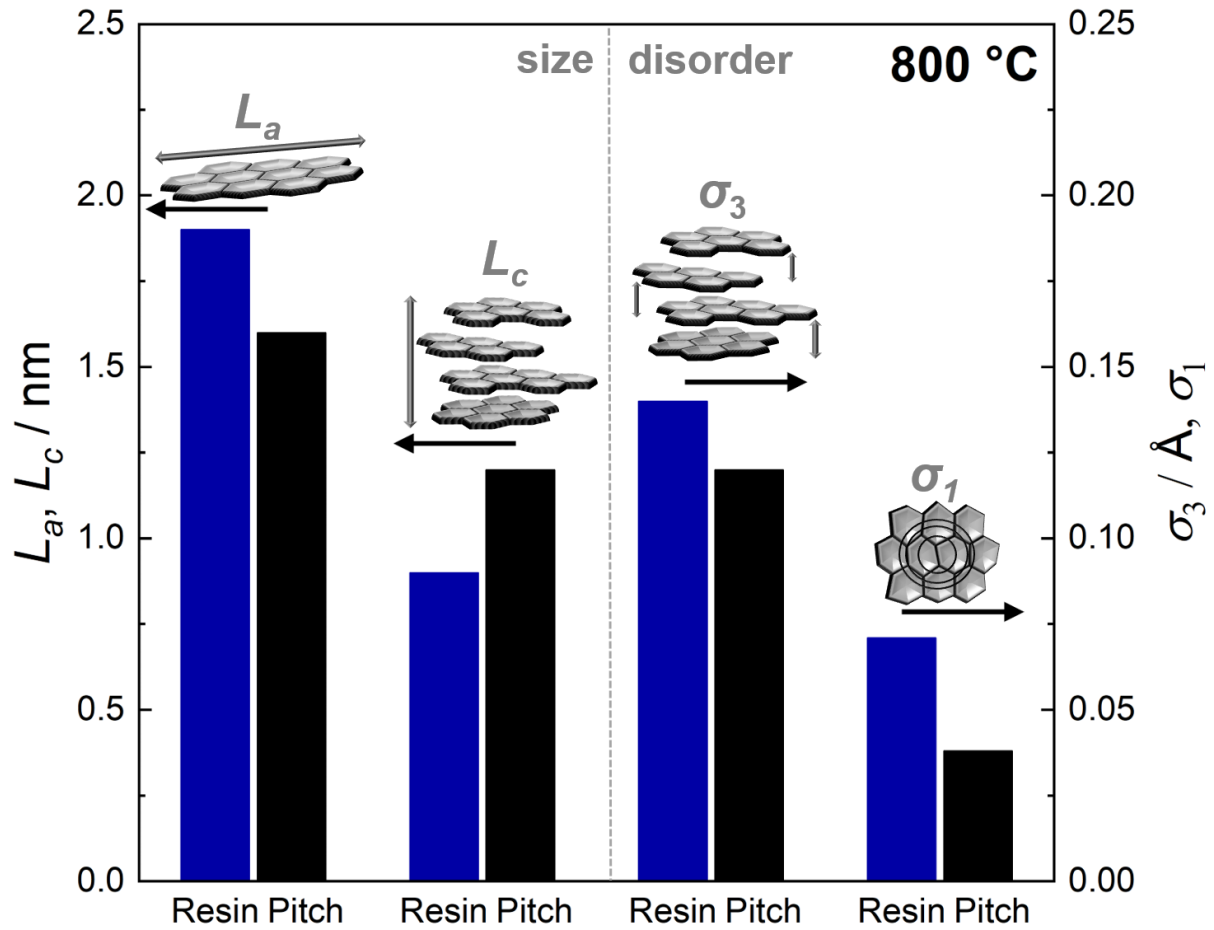 size disorder 800 °C
La
σ3
Lc
σ1
2.5
2.0
1.5
1.0
0.5
0.0
La, Lc / nm
0.25
0.20
0.15
0.10
0.05
0.00
σ3 / Å, σ1
Resin Pitch Resin Pitch Resin Pitch Resin Pitch